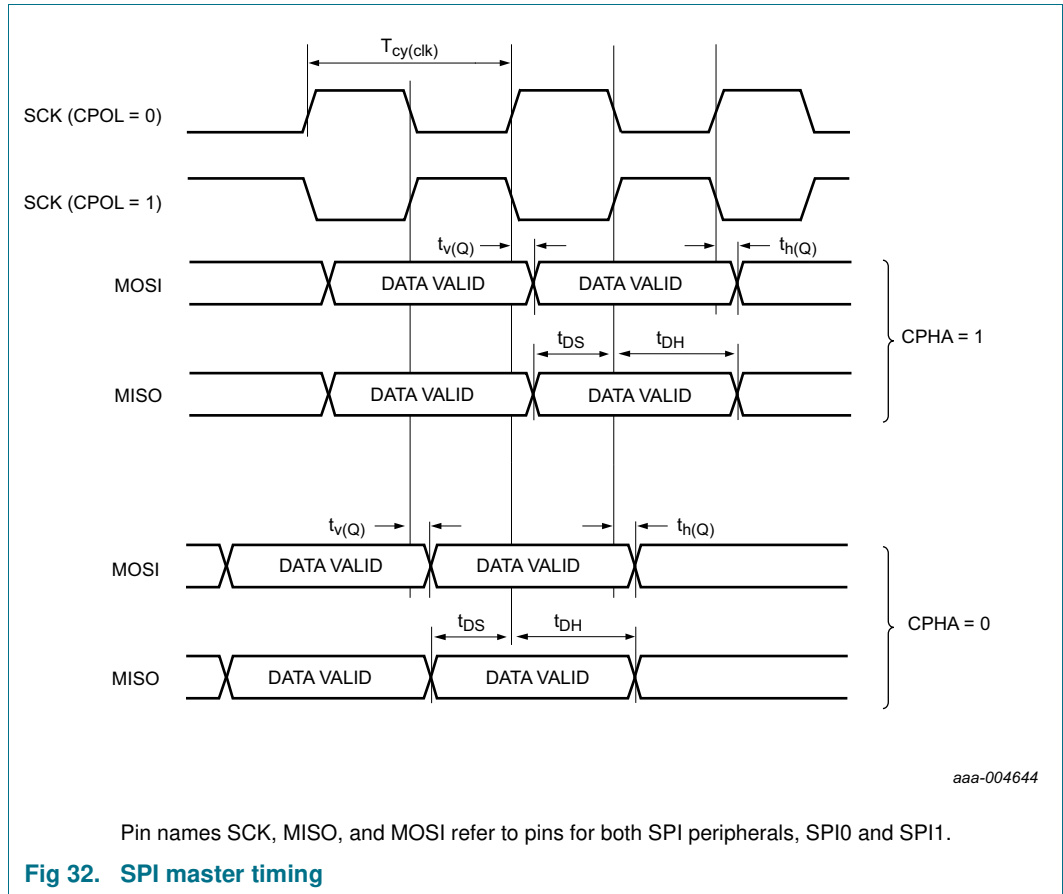 Tcy(clk)
SCK (CPOL = 0)
SCK (CPOL = 1)
tv(Q)
th(Q)
MOSI
DATA VALID
DATA VALID
tDS
tDH
CPHA = 1
MISO
DATA VALID
DATA VALID
tv(Q)
th(Q)
MOSI
DATA VALID
DATA VALID
tDS
tDH
CPHA = 0
MISO
DATA VALID
DATA VALID
aaa-004644
Pin names SCK, MISO, and MOSI refer to pins for both SPI peripherals, SPI0 and SPI1.
Fig 32. SPI master timing